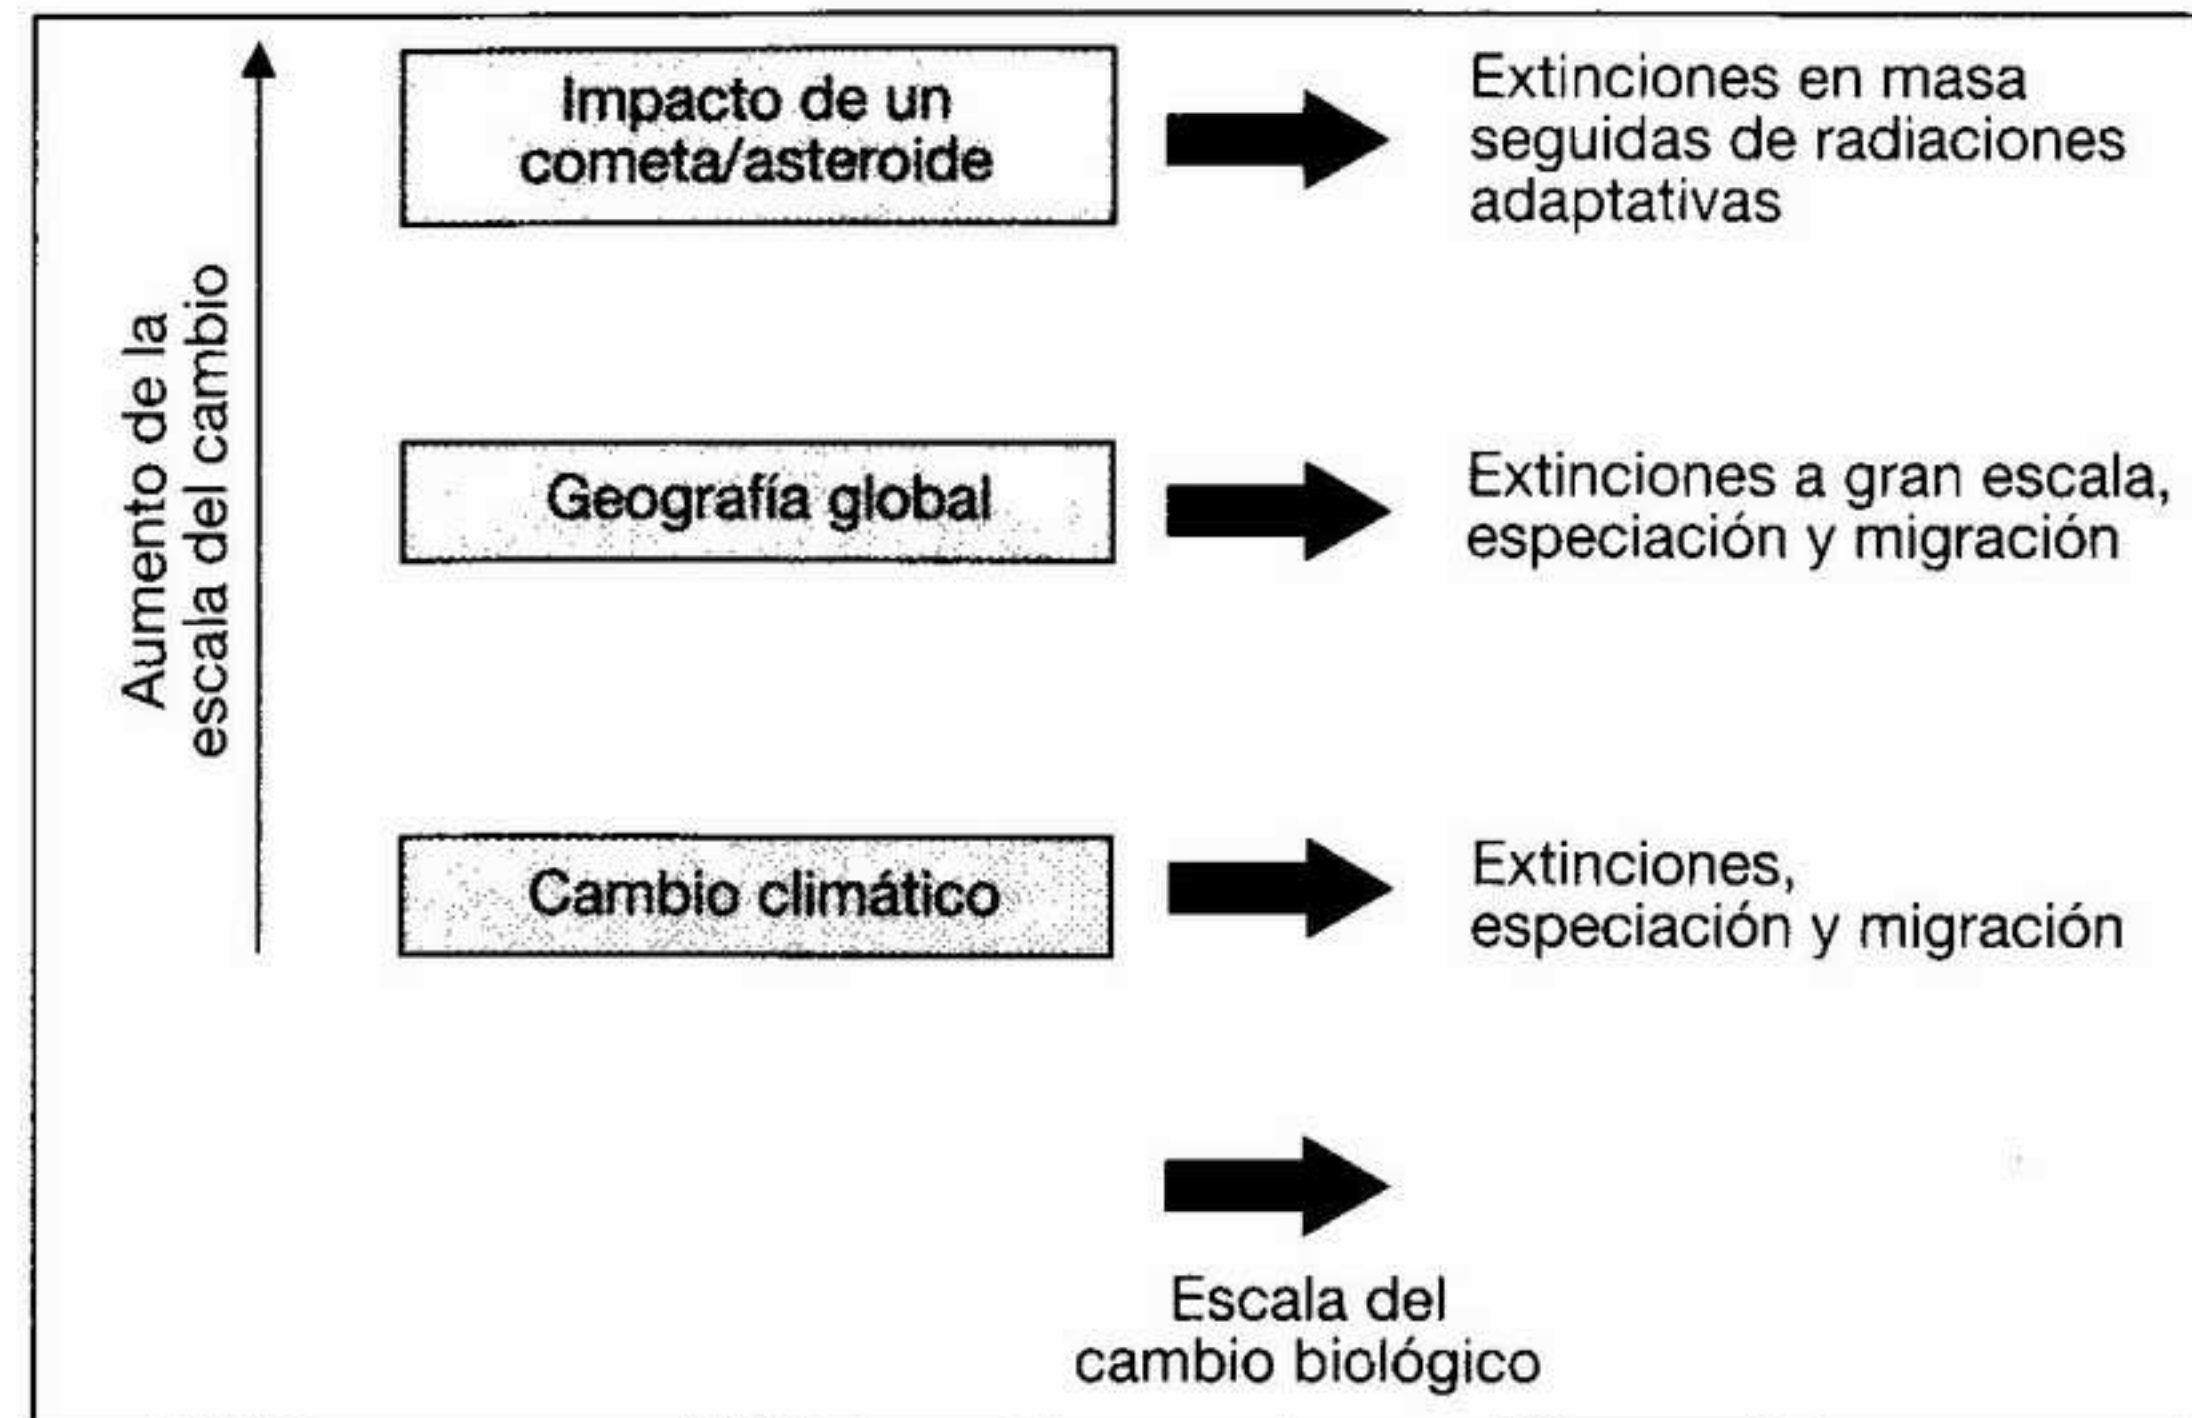 Aumento de la
escala del cambio
Impacto de un
cometa/asteroide
Extinciones en masa
seguidas de radiaciones
adaptativas
Geografía global
Extinciones a gran escala,
especiación y migración
Cambio climático
Extinciones,
especiación y migración
Escala del
cambio biológico